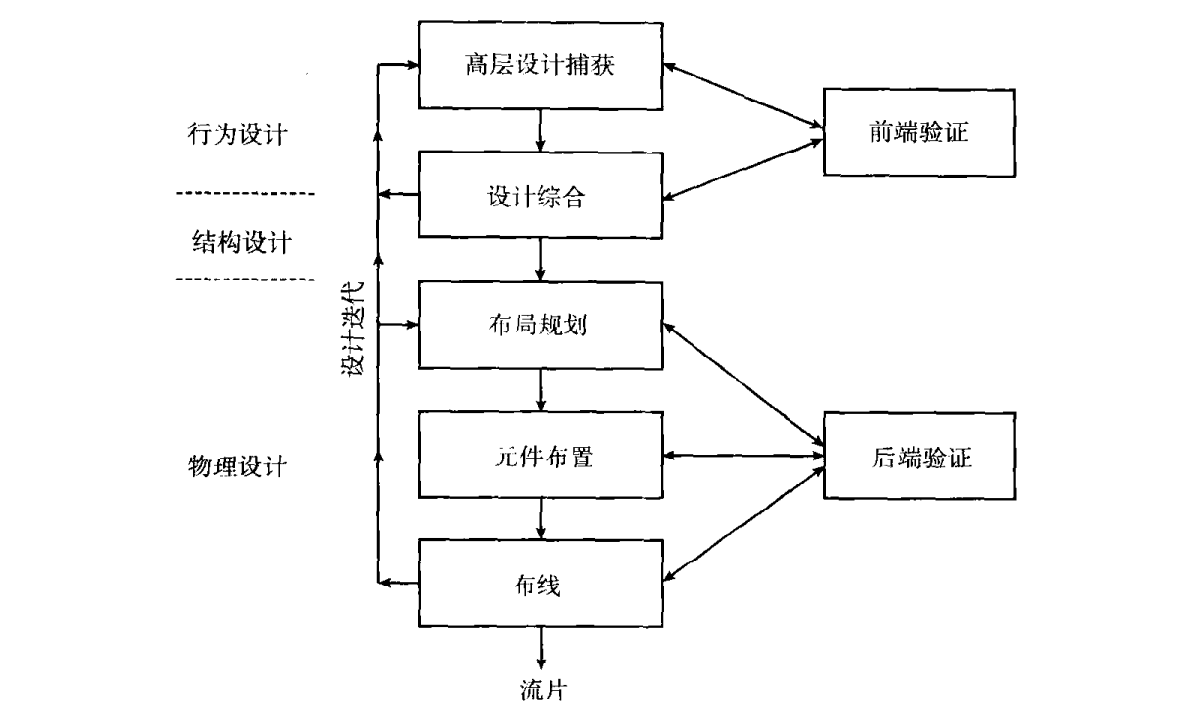 高层设计捕获
前端验证
行为设计
设计综合
结构设计
设计迭代
布局规划
元件布置
后端验证
物理设计
布线
流片